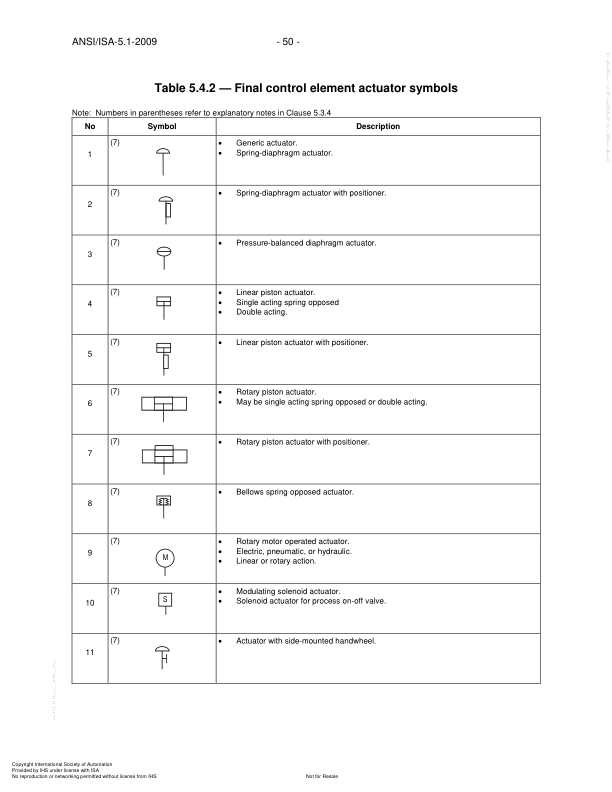 ANSI/ISA-5.1-2009
- 50 -
Table 5.4.2 — Final control element actuator symbols
Note: Numbers in parentheses refer to explanatory notes in Clause 5.3.4
No Symbol Description
1 (7) • Generic actuator.
• Spring-diaphragm actuator.
2 (7) • Spring-diaphragm actuator with positioner.
3 (7) • Pressure-balanced diaphragm actuator.
4 (7) • Linear piston actuator.
• Single acting spring opposed
• Double acting.
5 (7) • Linear piston actuator with positioner.
6 (7) • Rotary piston actuator.
• May be single acting spring opposed or double acting.
7 (7) • Rotary piston actuator with positioner.
8 (7) • Bellows spring opposed actuator.
9 (7) M • Rotary motor operated actuator.
• Electric, pneumatic, or hydraulic.
• Linear or rotary action.
10 (7) S • Modulating solenoid actuator.
• Solenoid actuator for process on-off valve.
11 (7) • Actuator with side-mounted handwheel.
Copyright International Society of Automation
Provided by IHS under license with ISA
No reproduction or networking permitted without license from IHS
Not for Resale